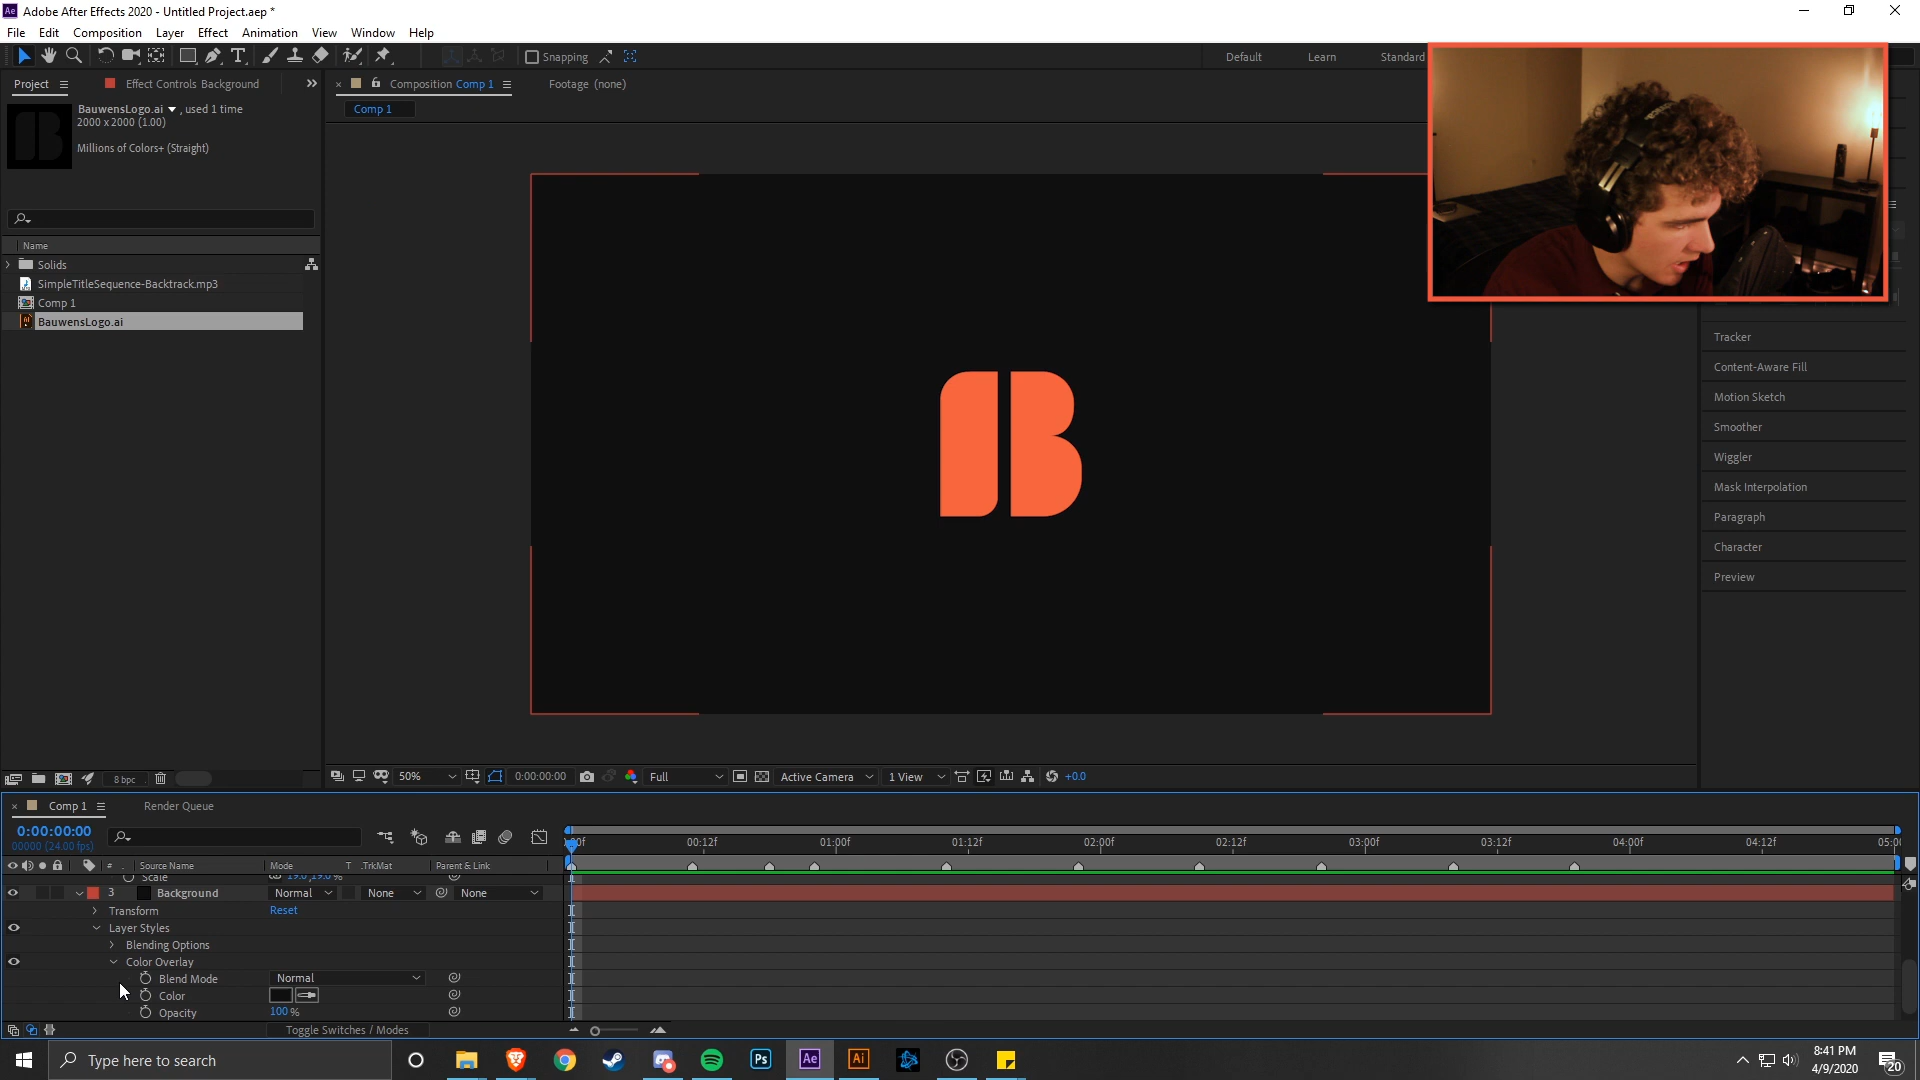 Ae Adobe After Effects 2020 - Untitled Project.aep *
File Edit Composition Layer Effect Animation View Window Help
T Snapping Default Learn Standard
Project Effect Controls Background
Composition Comp 1 Footage (none)
BauwensLogo.ai , used 1 time
2000 x 2000 (1.00)
Comp 1
Millions of Colors+ (Straight)
Name
Solids
SimpleTitleSequence-Backtrack.mp3
Comp 1
BauwensLogo.ai
B
Tracker
Content-Aware Fill
Motion Sketch
Smoother
Wiggler
Mask Interpolation
Paragraph
Character
Preview
8 bpc
50% 0:00:00:00 Full Active Camera 1 View +0.0
Comp 1 Render Queue
0:00:00:00
00000 (24.00 fps)
00:12f 01:00f 01:12f 02:00f 02:12f 03:00f 03:12f 04:00f 04:12f
# Source Name Mode T .TrkMat Parent & Link
Scale 19.0,19.0%
3 Background Normal None None
Transform Reset
Layer Styles
Blending Options
Color Overlay
Blend Mode Normal
Color
Opacity 100%
Toggle Switches / Modes
Type here to search
Ps Ae Ai
8:41 PM
4/9/2020
20